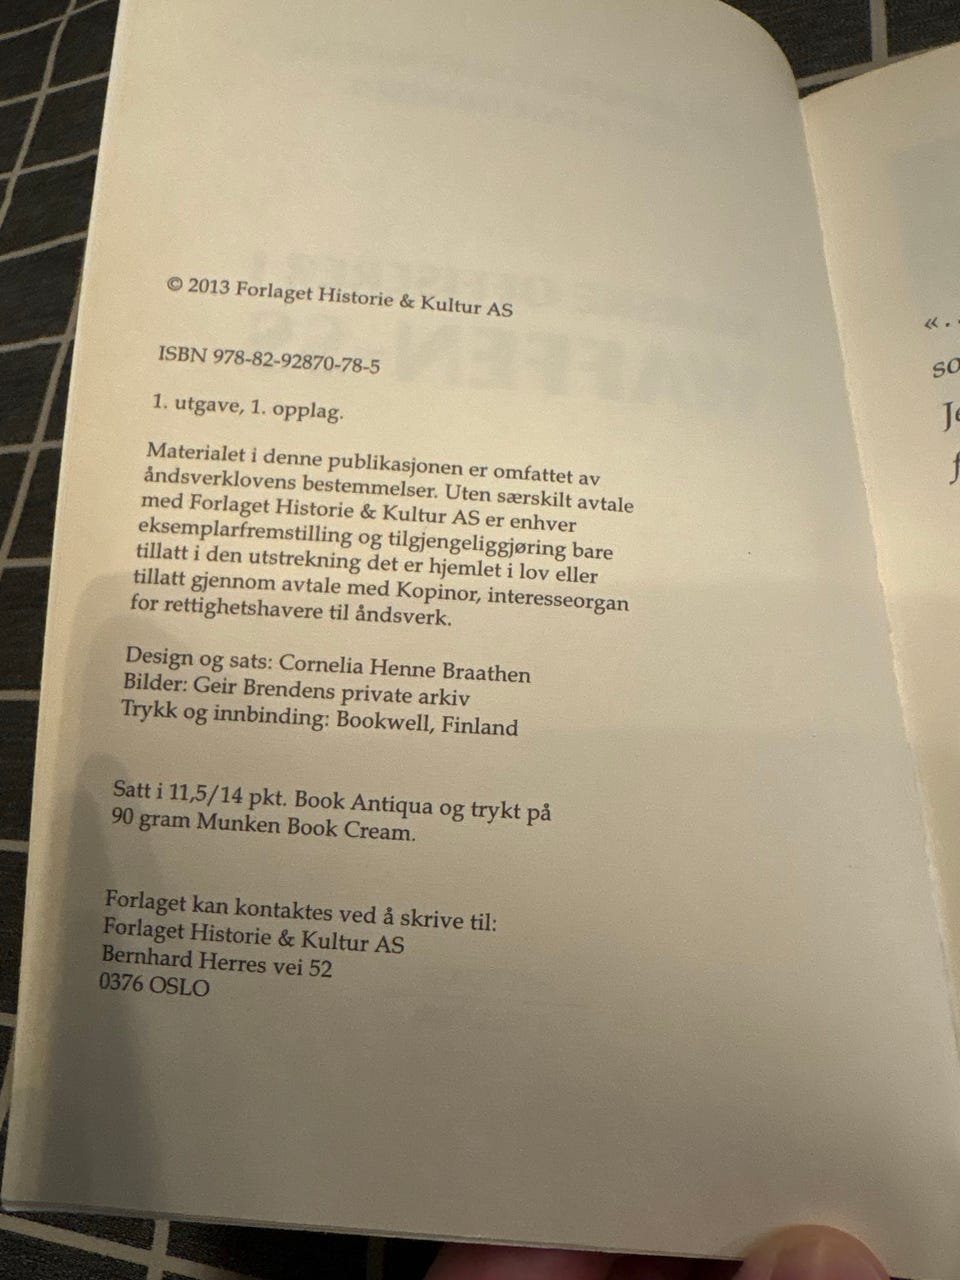 © 2013 Forlaget Historie & Kultur AS
ISBN 978-82-92870-78-5
1. utgave, 1. opplag.
Materialet i denne publikasjonen er omfattet av
åndsverklovens bestemmelser. Uten særskilt avtale
med Forlaget Historie & Kultur AS er enhver
eksemplarfremstilling og tilgjengeliggjøring bare
tillatt i den utstrekning det er hjemlet i lov eller
tillatt gjennom avtale med Kopinor, interesseorgan
for rettighetshavere til åndsverk.
Design og sats: Cornelia Henne Braathen
Bilder: Geir Brendens private arkiv
Trykk og innbinding: Bookwell, Finland
Satt i 11,5/14 pkt. Book Antiqua og trykt på
90 gram Munken Book Cream.
Forlaget kan kontaktes ved å skrive til:
Forlaget Historie & Kultur AS
Bernhard Herres vei 52
0376 OSLO